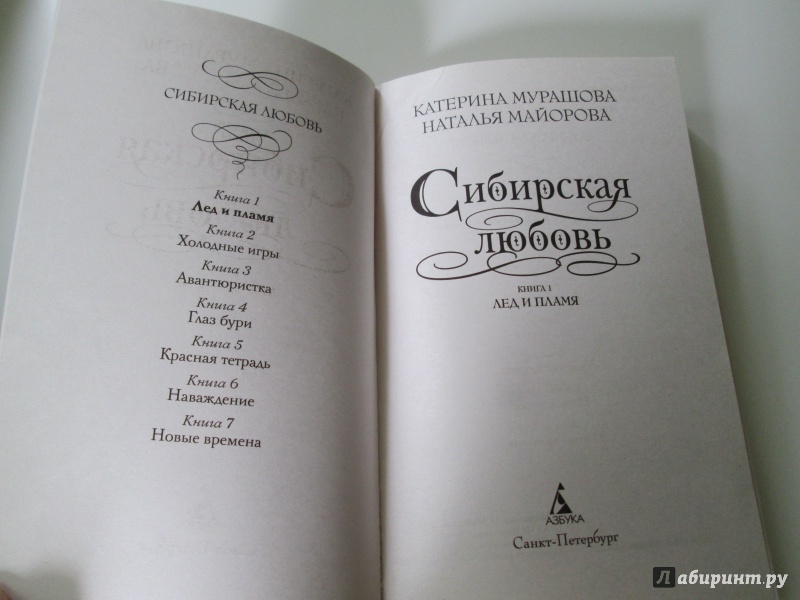 СИБИРСКАЯ ЛЮБОВЬ
Книга 1
Лед и пламя
Книга 2
Холодные игры
Книга 3
Авантюристка
Книга 4
Глаз бури
Книга 5
Красная тетрадь
Книга 6
Наваждение
Книга 7
Новые времена
КАТЕРИНА МУРАШОВА
НАТАЛЬЯ МАЙОРОВА
Сибирская
любовь
КНИГА 1
ЛЕД И ПЛАМЯ
АЗБУКА
Санкт-Петербург
Лабиринт.ру